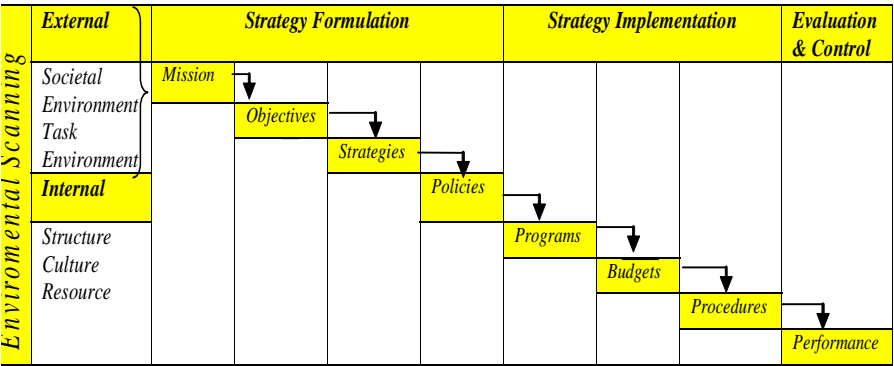 Enviromental Scanning
External
Strategy Formulation
Strategy Implementation
Evaluation
& Control
Societal
Environment
Task
Environment
Mission
Objectives
Strategies
Policies
Internal
Structure
Culture
Resource
Programs
Budgets
Procedures
Performance